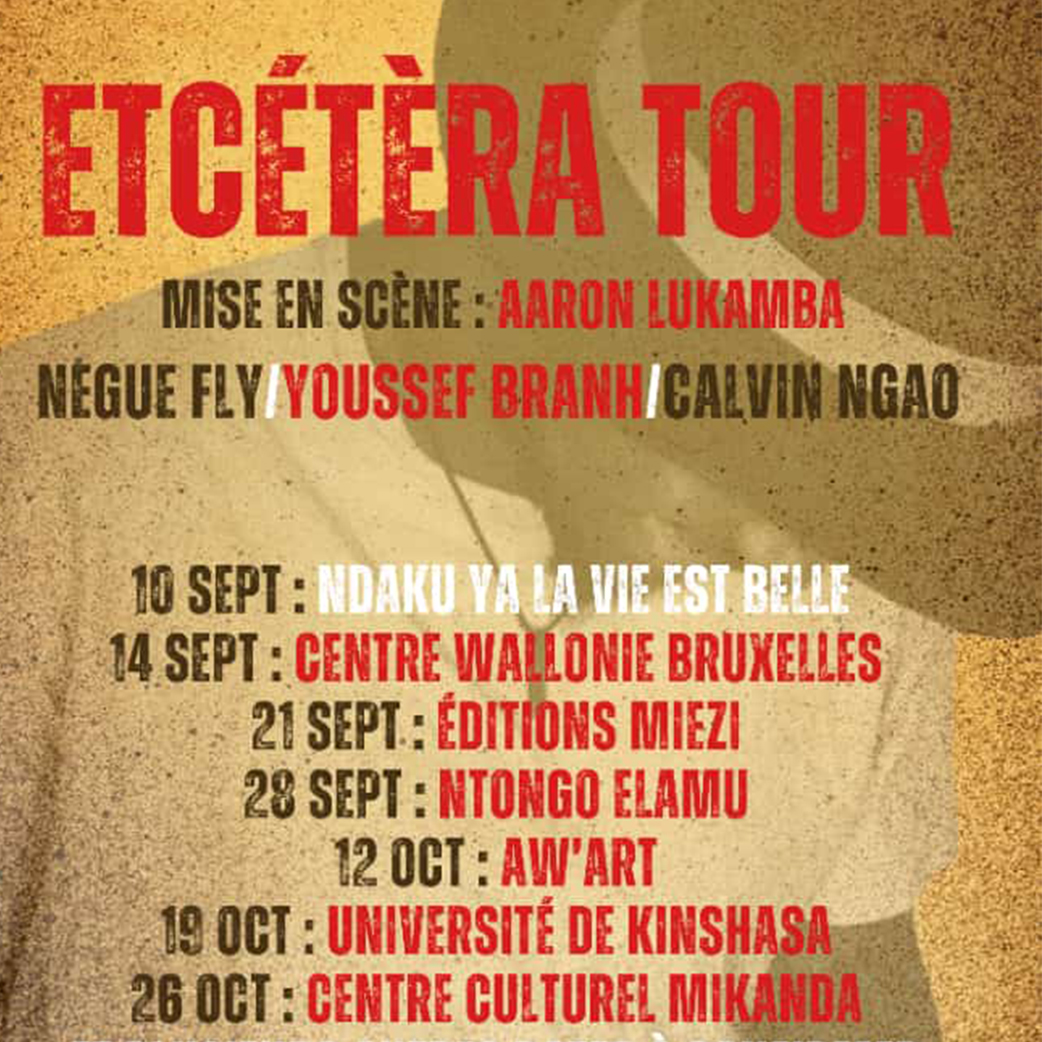 ETCÉTÈRA TOUR
MISE EN SCÈNE : AARON LUKAMBA
NÉGUE FLY/YOUSSEF BRANH/CALVIN NGAO
10 SEPT : NDAKU YA LA VIE EST BELLE
14 SEPT : CENTRE WALLONIE BRUXELLES
21 SEPT : ÉDITIONS MIEZI
28 SEPT : NTONGO ELAMU
12 OCT : AW'ART
19 OCT : UNIVERSITÉ DE KINSHASA
26 OCT : CENTRE CULTUREL MIKANDA